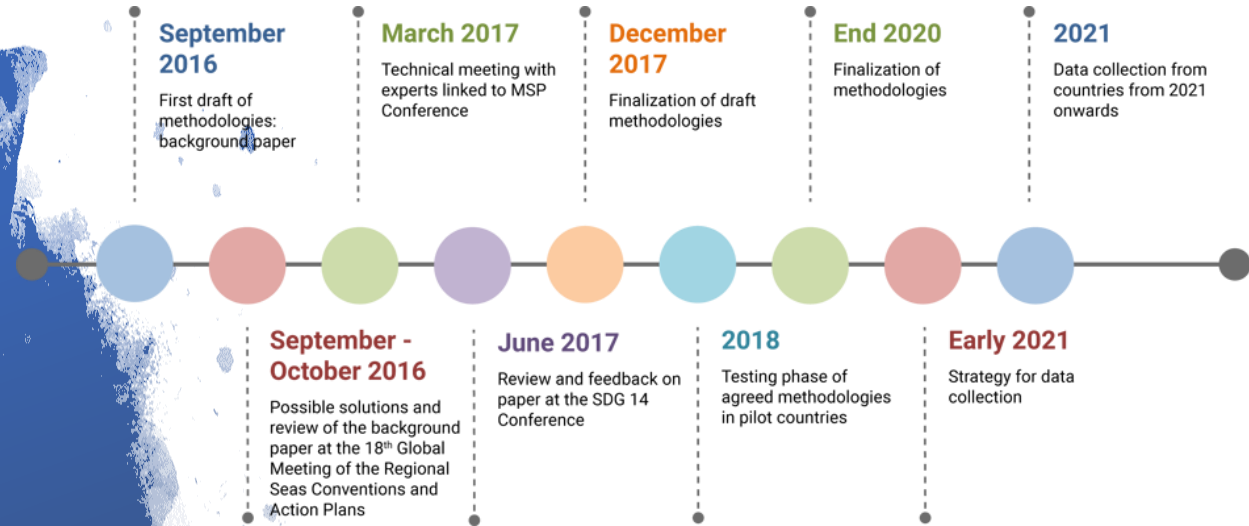 September
2016
First draft of
methodologies:
background paper
March 2017
Technical meeting with
experts linked to MSP
Conference
December
2017
Finalization of draft
methodologies
End 2020
Finalization of
methodologies
2021
Data collection from
countries from 2021
onwards
September -
October 2016
Possible solutions and
review of the background
paper at the 18th Global
Meeting of the Regional
Seas Conventions and
Action Plans
June 2017
Review and feedback on
paper at the SDG 14
Conference
2018
Testing phase of
agreed methodologies
in pilot countries
Early 2021
Strategy for data
collection